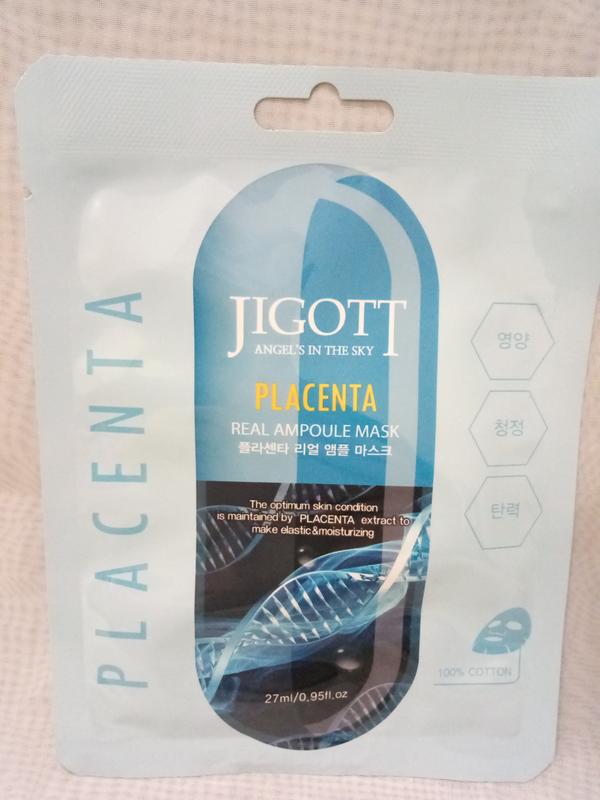 PLACENTA
JIGOTT
ANGEL'S IN THE SKY
PLACENTA
REAL AMPOULE MASK
플라센타 리얼 앰플 마스크
The optimum skin condition
is maintained by PLACENTA extract to
make elastic&moisturizing
27ml/0.95fl.oz
영양
청정
탄력
100% COTTON